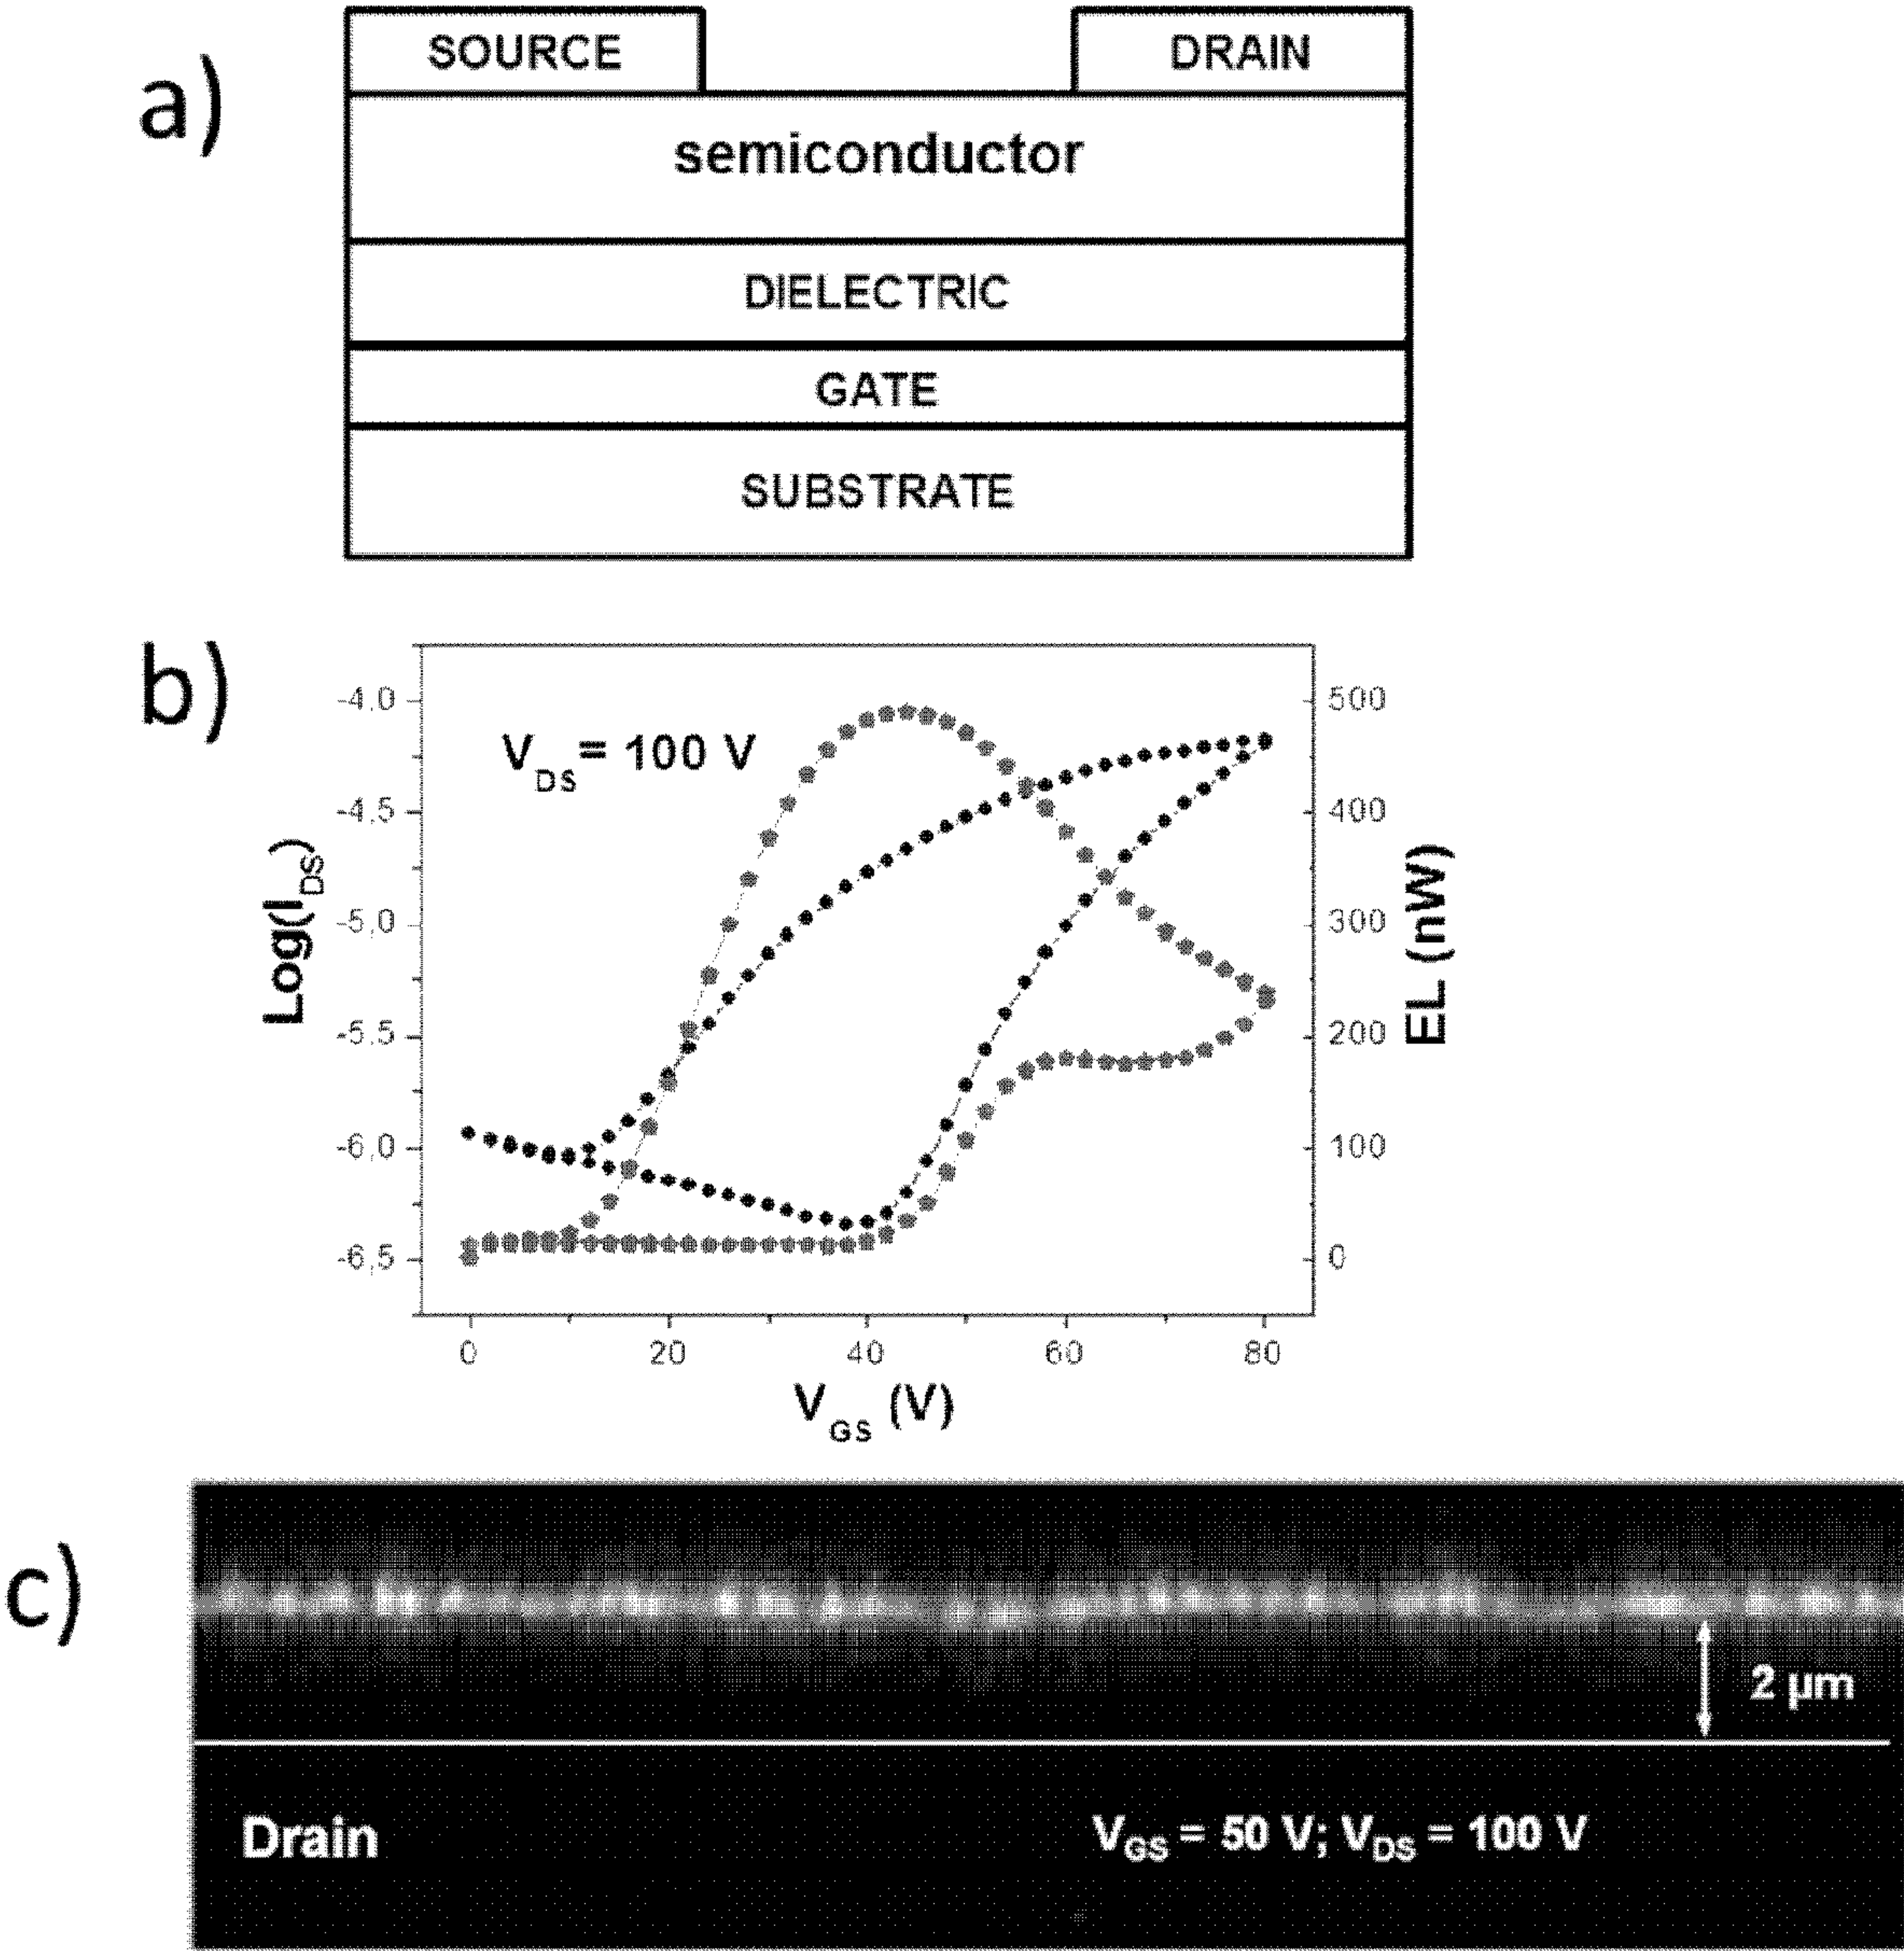 a)
SOURCE
DRAIN
semiconductor
DIELECTRIC
GATE
SUBSTRATE
b)
V_DS = 100 V
Log(I_DS)
-4,0
-4,5
-5,0
-5,5
-6,0
-6,5
500
400
300
200
100
0
EL (nW)
0 20 40 60 80
V_GS (V)
c)
2 µm
Drain
V_GS = 50 V; V_DS = 100 V